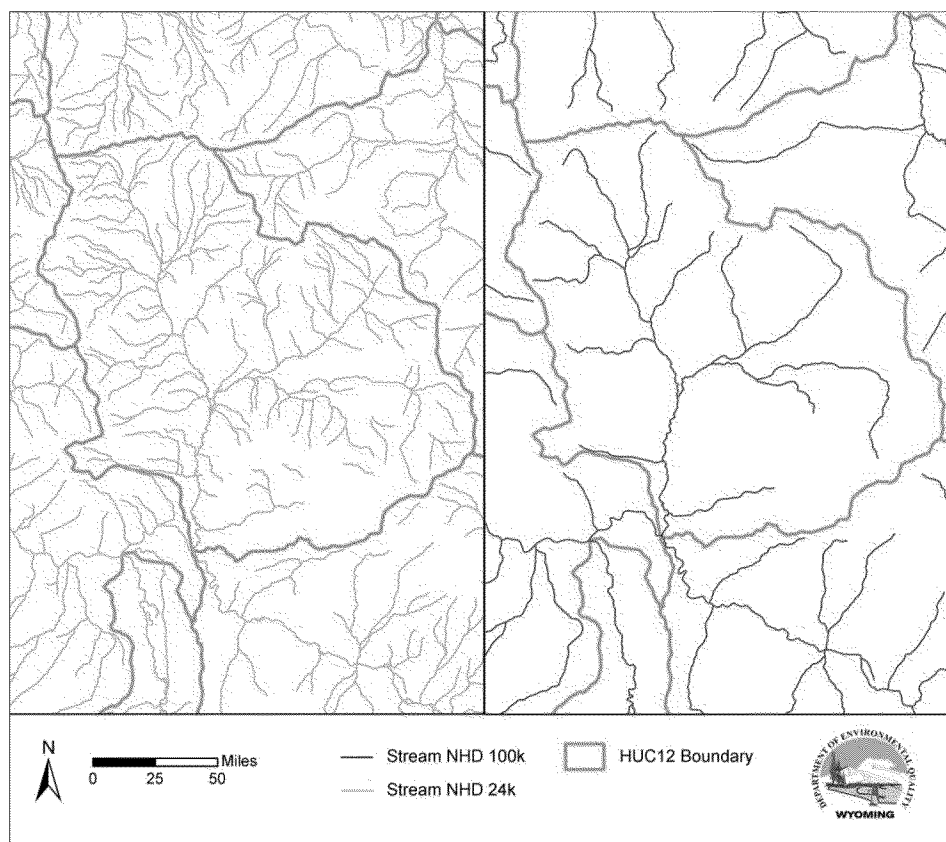 N
Miles
0 25 50
Stream NHD 100k
Stream NHD 24k
HUC12 Boundary
DEPARTMENT OF ENVIRONMENTAL QUALITY
WYOMING